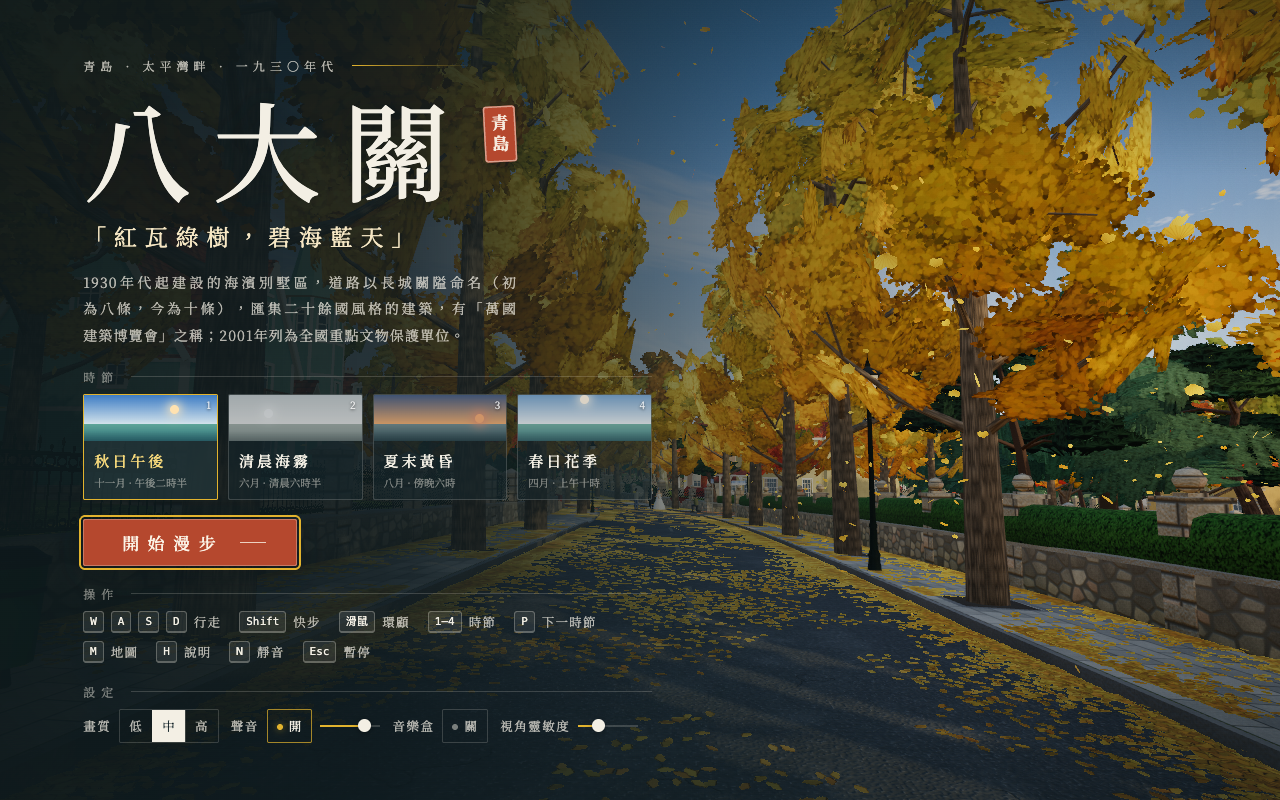 青島 · 太平灣畔 · 一九三〇年代
八大關
青島
「紅瓦綠樹，碧海藍天」
1930年代起建設的海濱別墅區，道路以長城關隘命名（初
為八條，今為十條），匯集二十餘國風格的建築，有「萬國
建築博覽會」之稱；2001年列為全國重點文物保護單位。
時節
1 2 3 4
秋日午後 清晨海霧 夏末黃昏 春日花季
十一月 · 午後二時半 六月 · 清晨六時半 八月 · 傍晚六時 四月 · 上午十時
開始漫步
操作
W A S D 行走 Shift 快步 滑鼠 環顧 1–4 時節 P 下一時節
M 地圖 H 說明 N 靜音 Esc 暫停
設定
畫質 低 中 高 聲音 開 音樂盒 關 視角靈敏度